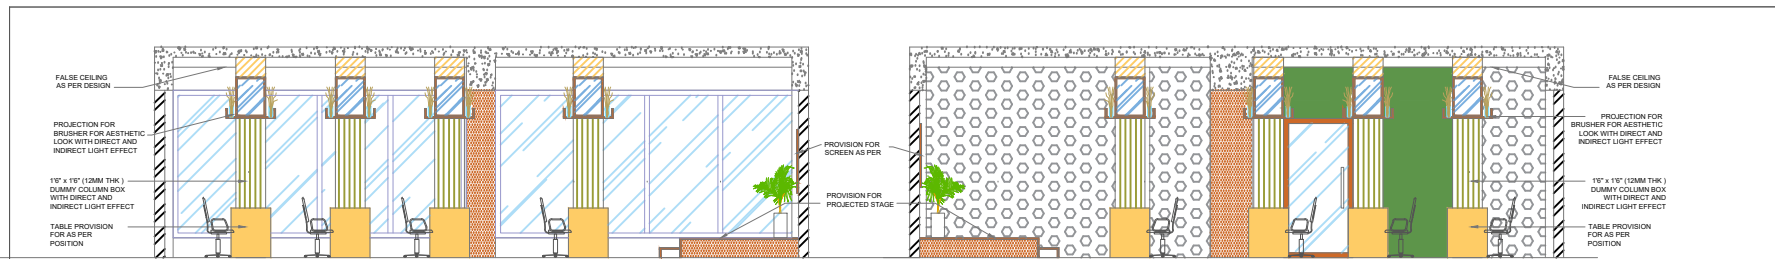 FALSE CEILING
AS PER DESIGN
PROJECTION FOR
BRUSHER FOR AESTHETIC
LOOK WITH DIRECT AND
INDIRECT LIGHT EFFECT
1'6" x 1'6" (12MM THK )
DUMMY COLUMN BOX
WITH DIRECT AND
INDIRECT LIGHT EFFECT
TABLE PROVISION
FOR AS PER
POSITION
PROVISION FOR
SCREEN AS PER
PROVISION FOR
PROJECTED STAGE
FALSE CEILING
AS PER DESIGN
PROJECTION FOR
BRUSHER FOR AESTHETIC
LOOK WITH DIRECT AND
INDIRECT LIGHT EFFECT
1'6" x 1'6" (12MM THK )
DUMMY COLUMN BOX
WITH DIRECT AND
INDIRECT LIGHT EFFECT
TABLE PROVISION
FOR AS PER
POSITION